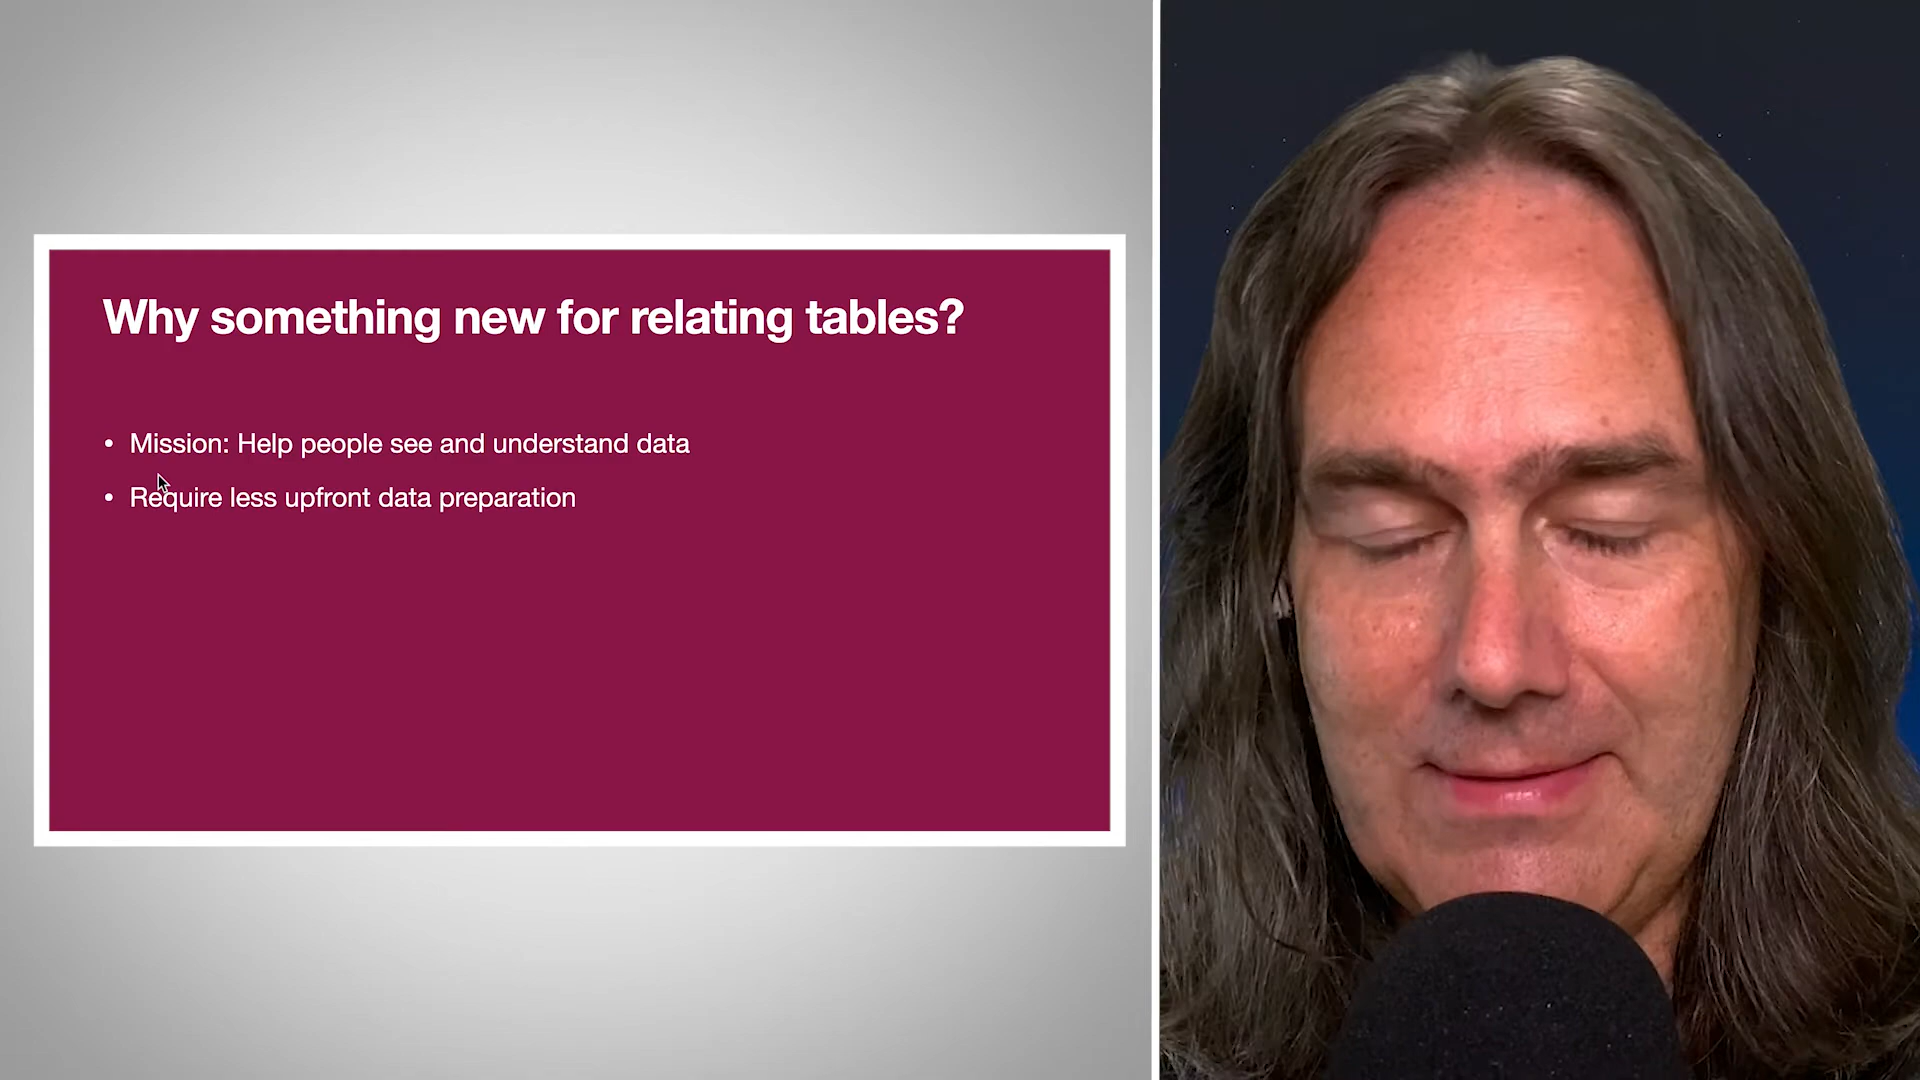 Why something new for relating tables?
• Mission: Help people see and understand data
• Require less upfront data preparation